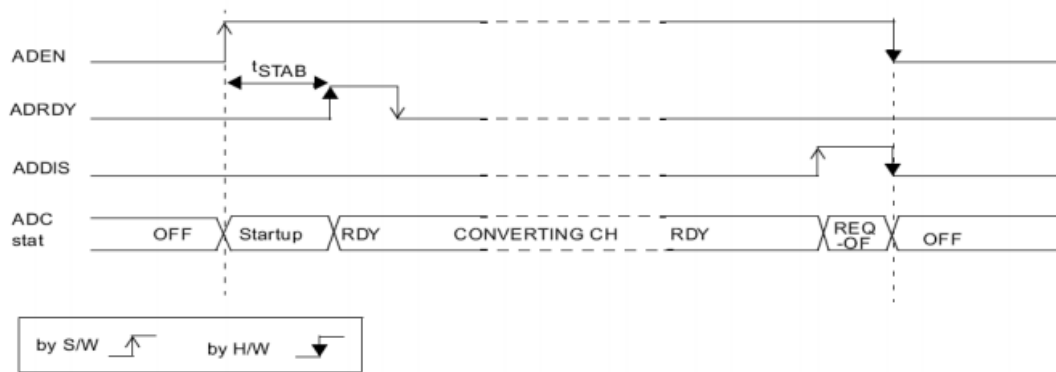 ADEN
tSTAB
ADRDY
ADDIS
ADC
stat
OFF Startup RDY CONVERTING CH RDY REQ
-OF OFF
by S/W by H/W